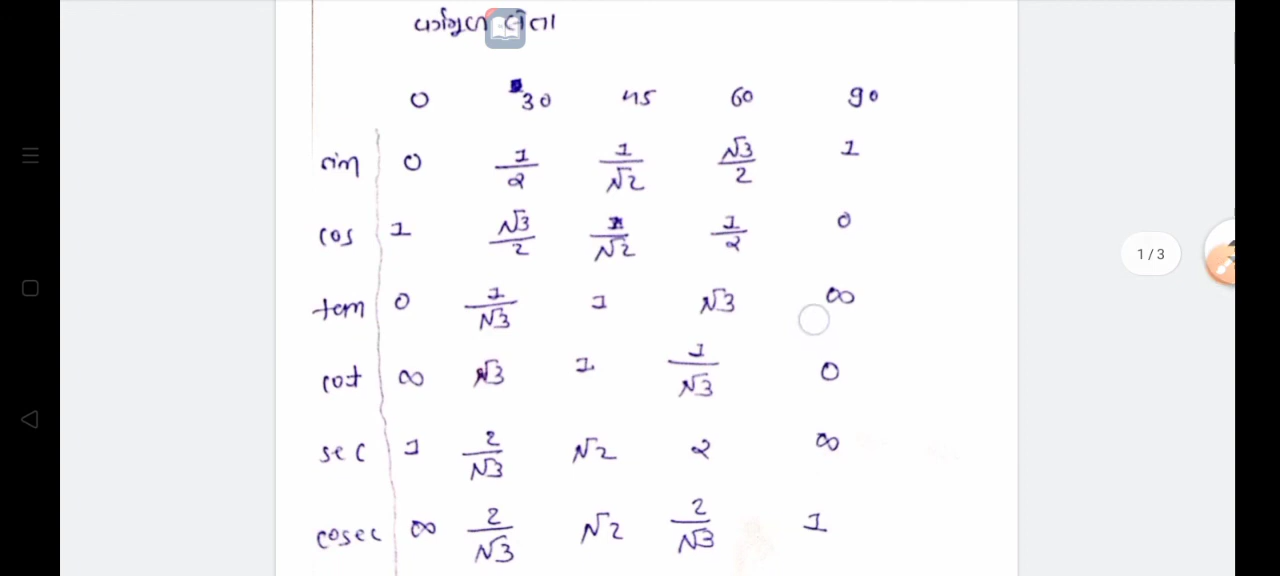 0 30 45 60 90
sin 0 1/2 1/√2 √3/2 1
cos 1 √3/2 1/√2 1/2 0
tan 0 1/√3 1 √3 ∞
cot ∞ √3 1 1/√3 0
sec 1 2/√3 √2 2 ∞
cosec ∞ 2/√3 √2 2/√3 1
1/3